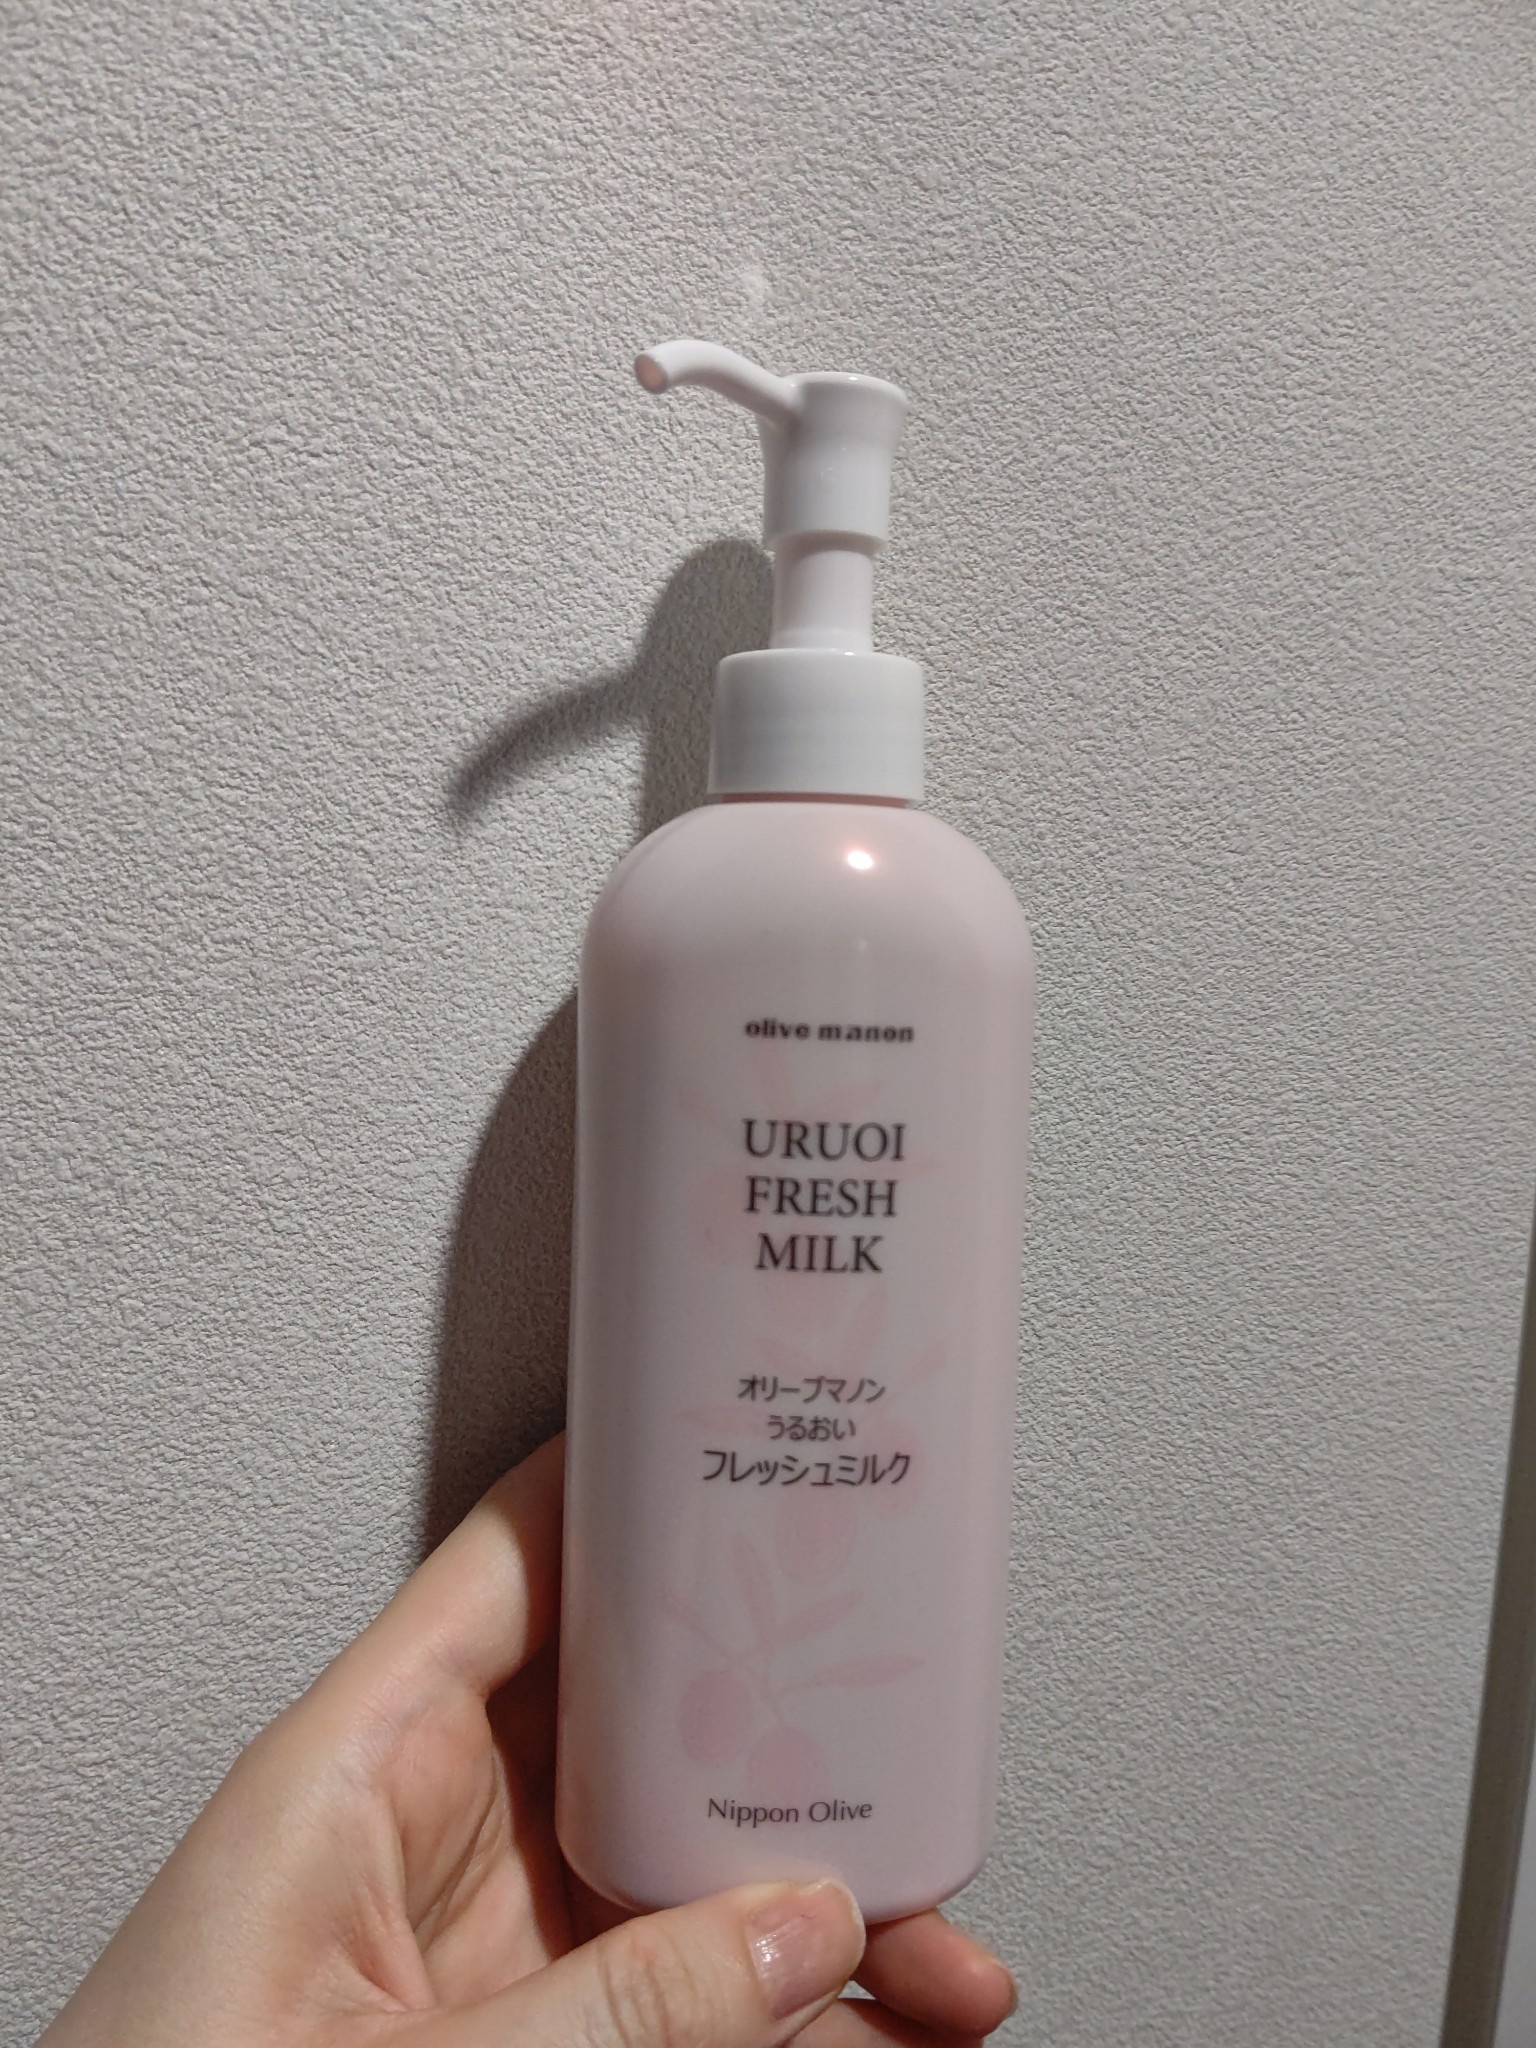 olive manon
URUOI
FRESH
MILK
オリーブマノン
うるおい
フレッシュミルク
Nippon Olive